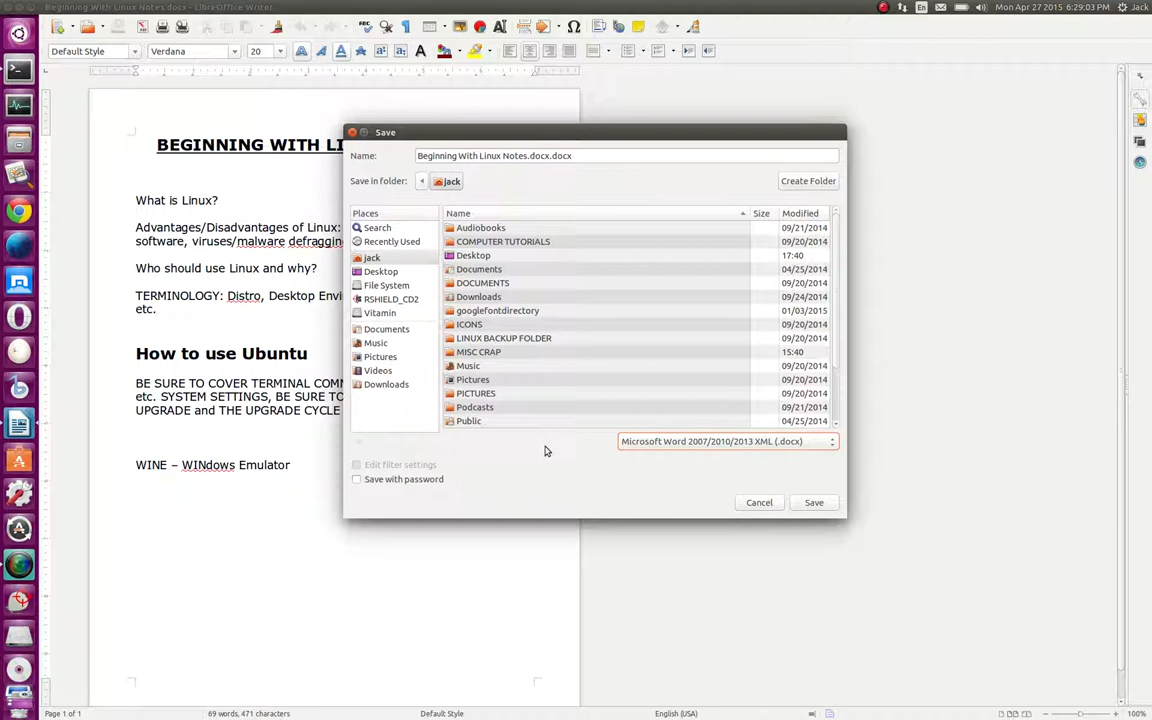 Beginning With Linux Notes.docx - LibreOffice Writer
En
Mon Apr 27 2015 6:29:03 PM
Jack
Default Style
Verdana
20
BEGINNING WITH LI
What is Linux?
Advantages/Disadvantages of Linux:
software, viruses/malware defragging
Who should use Linux and why?
TERMINOLOGY: Distro, Desktop Envi
etc.
How to use Ubuntu
BE SURE TO COVER TERMINAL COMM
etc. SYSTEM SETTINGS, BE SURE TO
UPGRADE and THE UPGRADE CYCLE
WINE – WINdows Emulator
Save
Name:
Beginning With Linux Notes.docx.docx
Save in folder:
jack
Create Folder
Places
Search
Recently Used
jack
Desktop
File System
RSHIELD_CD2
Vitamin
Documents
Music
Pictures
Videos
Downloads
Name Size Modified
Audiobooks 09/21/2014
COMPUTER TUTORIALS 09/20/2014
Desktop 17:40
Documents 04/25/2014
DOCUMENTS 09/20/2014
Downloads 09/24/2014
googlefontdirectory 01/03/2015
ICONS 09/20/2014
LINUX BACKUP FOLDER 09/20/2014
MISC CRAP 15:40
Music 09/20/2014
Pictures 09/20/2014
PICTURES 09/20/2014
Podcasts 09/21/2014
Public 04/25/2014
Microsoft Word 2007/2010/2013 XML (.docx)
Edit filter settings
Save with password
Cancel
Save
Page 1 of 1
69 words, 471 characters
Default Style
English (USA)
100%